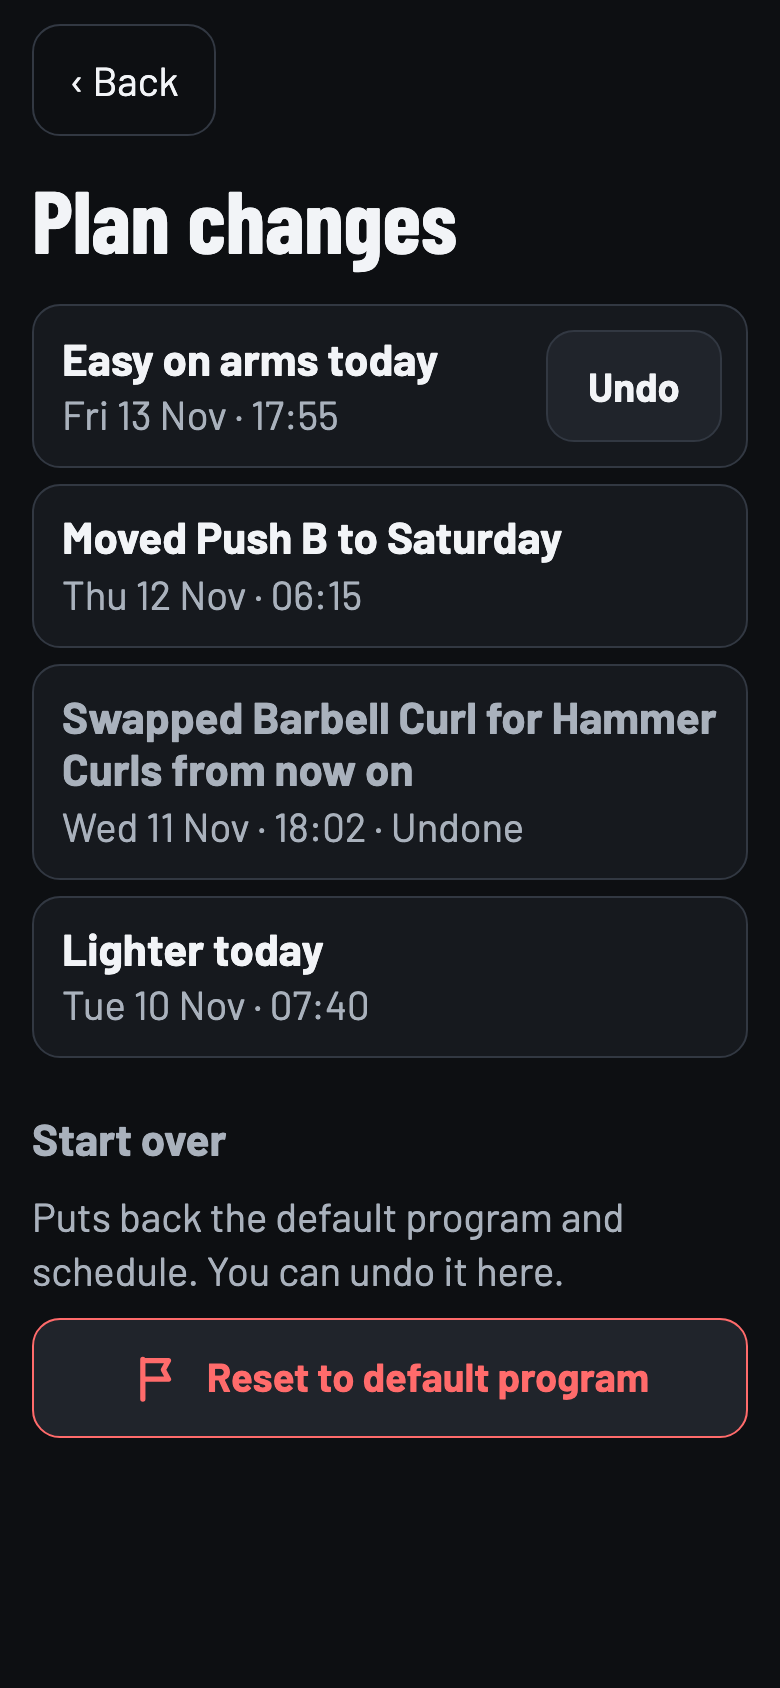 ‹ Back
Plan changes
Easy on arms today
Fri 13 Nov · 17:55
Undo
Moved Push B to Saturday
Thu 12 Nov · 06:15
Swapped Barbell Curl for Hammer
Curls from now on
Wed 11 Nov · 18:02 · Undone
Lighter today
Tue 10 Nov · 07:40
Start over
Puts back the default program and
schedule. You can undo it here.
Reset to default program